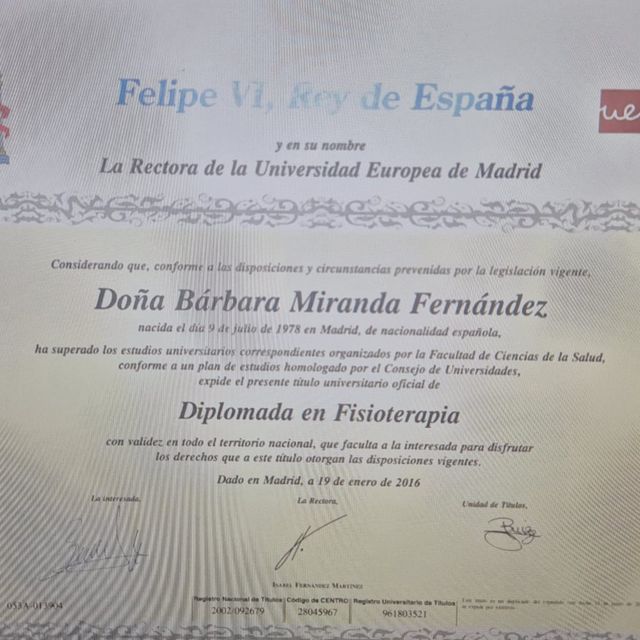 Felipe VI, Rey de España
ue
y en su nombre
La Rectora de la Universidad Europea de Madrid
Considerando que, conforme a las disposiciones y circunstancias prevenidas por la legislación vigente,
Doña Bárbara Miranda Fernández
nacida el día 9 de julio de 1978 en Madrid, de nacionalidad española,
ha superado los estudios universitarios correspondientes organizados por la Facultad de Ciencias de la Salud,
conforme a un plan de estudios homologado por el Consejo de Universidades,
expide el presente título universitario oficial de
Diplomada en Fisioterapia
con validez en todo el territorio nacional, que faculta a la interesada para disfrutar
los derechos que a este título otorgan las disposiciones vigentes.
Dado en Madrid, a 19 de enero de 2016
La interesada, La Rectora, Unidad de Títulos,
ISABEL FERNÁNDEZ MARTÍNEZ
053A-013904
Registro Nacional de Títulos Código de CENTRO Registro Universitario de Títulos
2002/092679 28045967 961803521